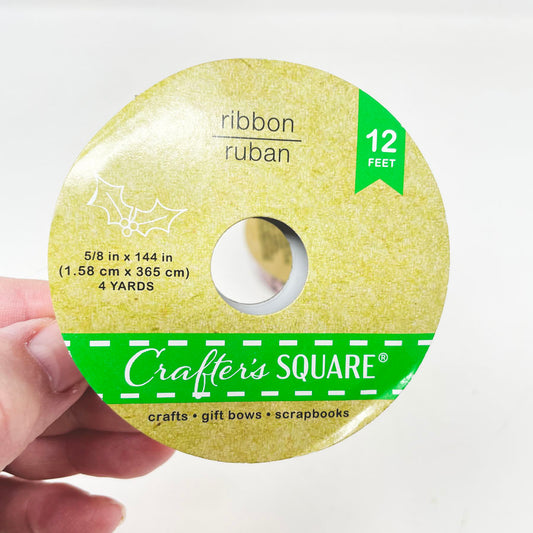 ribbon
ruban
12
FEET
5/8 in x 144 in
(1.58 cm x 365 cm)
4 YARDS
Crafter's SQUARE®
crafts • gift bows • scrapbooks